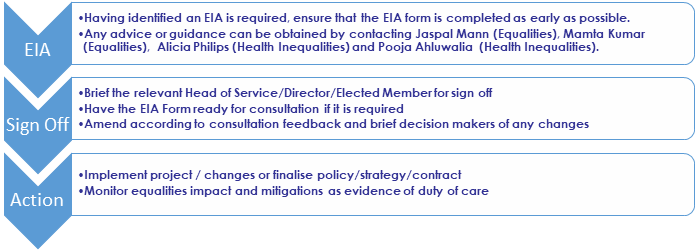 EIA
•Having identified an EIA is required, ensure that the EIA form is completed as early as possible.
•Any advice or guidance can be obtained by contacting Jaspal Mann (Equalities), Mamta Kumar
(Equalities), Alicia Philips (Health Inequalities) and Pooja Ahluwalia (Health Inequalities).
Sign Off
•Brief the relevant Head of Service/Director/Elected Member for sign off
•Have the EIA Form ready for consultation if it is required
•Amend according to consultation feedback and brief decision makers of any changes
Action
•Implement project / changes or finalise policy/strategy/contract
•Monitor equalities impact and mitigations as evidence of duty of care